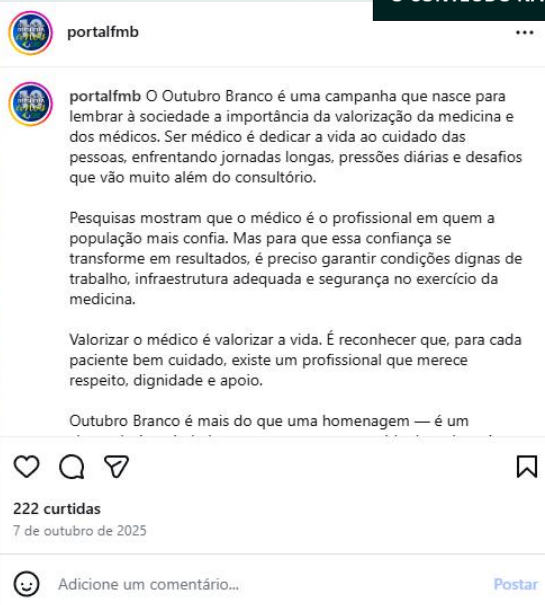 portalfmb
portalfmb O Outubro Branco é uma campanha que nasce para
lembrar à sociedade a importância da valorização da medicina e
dos médicos. Ser médico é dedicar a vida ao cuidado das
pessoas, enfrentando jornadas longas, pressões diárias e desafios
que vão muito além do consultório.
Pesquisas mostram que o médico é o profissional em quem a
população mais confia. Mas para que essa confiança se
transforme em resultados, é preciso garantir condições dignas de
trabalho, infraestrutura adequada e segurança no exercício da
medicina.
Valorizar o médico é valorizar a vida. É reconhecer que, para cada
paciente bem cuidado, existe um profissional que merece
respeito, dignidade e apoio.
Outubro Branco é mais do que uma homenagem — é um
222 curtidas
7 de outubro de 2025
Adicione um comentário...
Postar